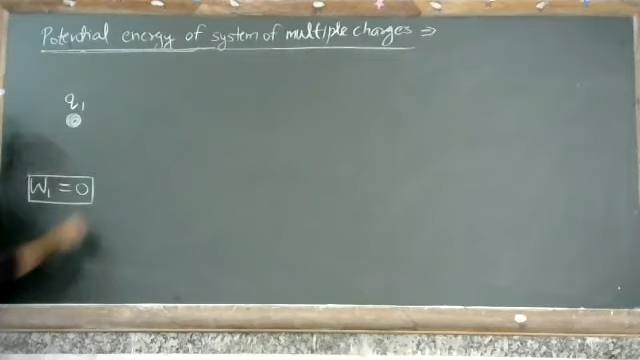 Potential energy of system of multiple charges ⇒
q₁
W₁ = 0